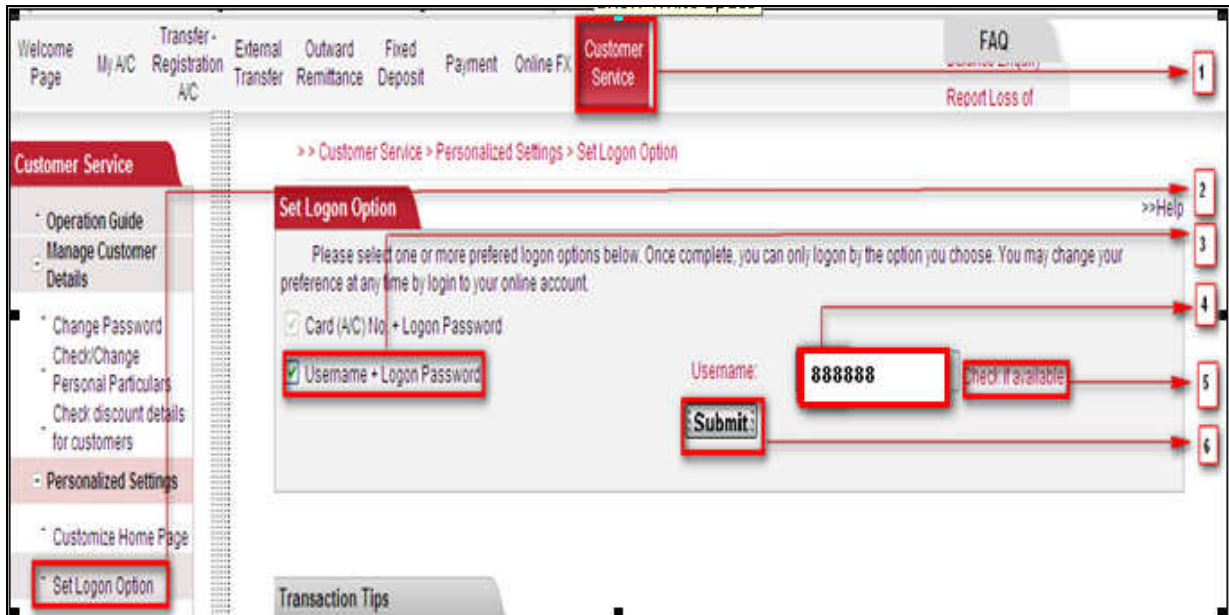 Welcome
Page
My A/C
Transfer -
Registration
A/C
External
Transfer
Outward
Remittance
Fixed
Deposit
Payment
Online FX
Customer
Service
FAQ
Balance Enquiry
Report Loss of
1
Customer Service
>> Customer Service > Personalized Settings > Set Logon Option
2
Set Logon Option
>>Help
3
Operation Guide
Manage Customer
Details
Please select one or more prefered logon options below. Once complete, you can only logon by the option you choose. You may change your
preference at any time by login to your online account.
4
Change Password
Check/Change
Personal Particulars
Check discount details
for customers
Card (A/C) No. + Logon Password
Username + Logon Password
Username:
888888
Check if available
5
Submit
6
Personalized Settings
Customize Home Page
Set Logon Option
Transaction Tips